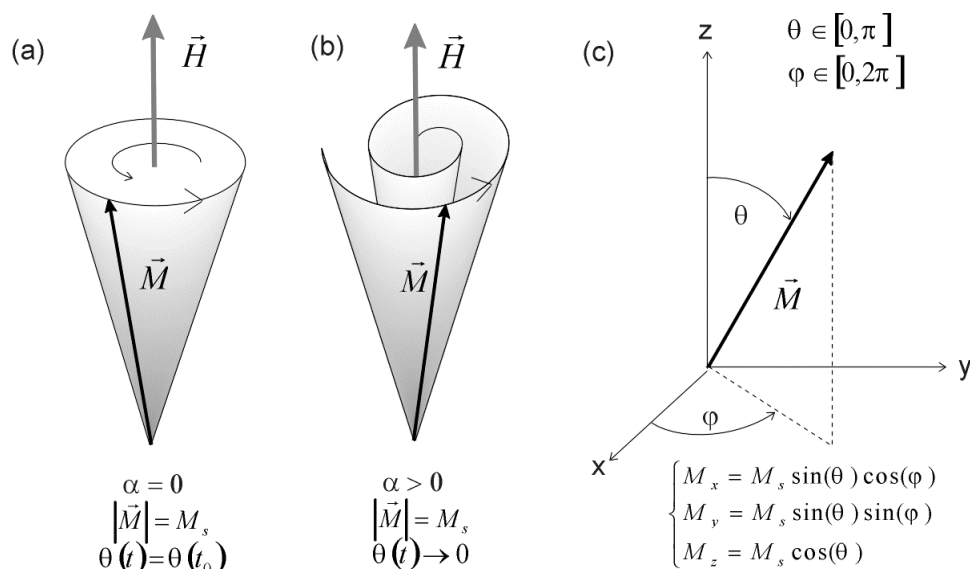 (a)
H⃗
M⃗
α = 0
|M⃗| = M_s
θ(t) = θ(t₀)
(b)
H⃗
M⃗
α > 0
|M⃗| = M_s
θ(t) → 0
(c)
θ ∈ [0,π]
φ ∈ [0,2π]
z
θ
M⃗
y
φ
x
{ M_x = M_s sin(θ) cos(φ)
M_y = M_s sin(θ) sin(φ)
M_z = M_s cos(θ)